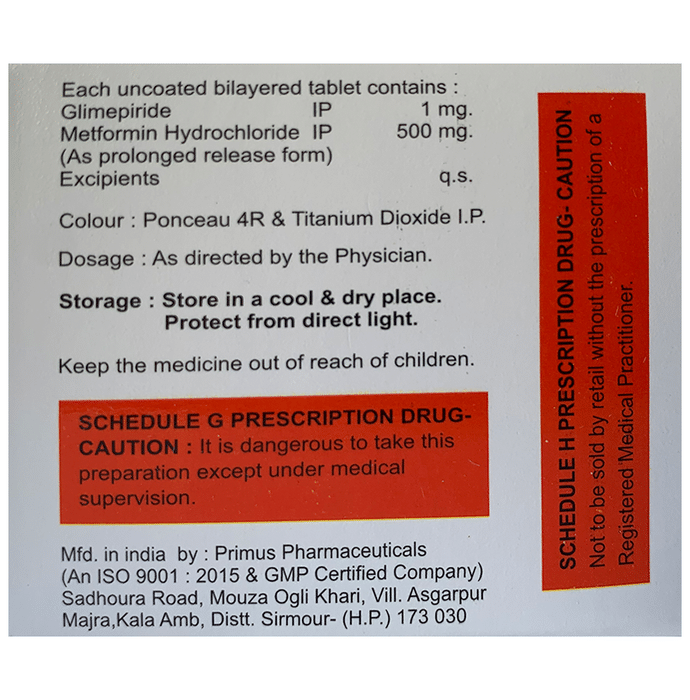 Each uncoated bilayered tablet contains :
Glimepiride IP 1 mg.
Metformin Hydrochloride IP 500 mg.
(As prolonged release form)
Excipients q.s.
Colour : Ponceau 4R & Titanium Dioxide I.P.
Dosage : As directed by the Physician.
Storage : Store in a cool & dry place.
Protect from direct light.
Keep the medicine out of reach of children.
SCHEDULE G PRESCRIPTION DRUG-
CAUTION : It is dangerous to take this
preparation except under medical
supervision.
Mfd. in india by : Primus Pharmaceuticals
(An ISO 9001 : 2015 & GMP Certified Company)
Sadhoura Road, Mouza Ogli Khari, Vill. Asgarpur
Majra,Kala Amb, Distt. Sirmour- (H.P.) 173 030
SCHEDULE H PRESCRIPTION DRUG- CAUTION
Not to be sold by retail without the prescription of a
Registered Medical Practitioner.